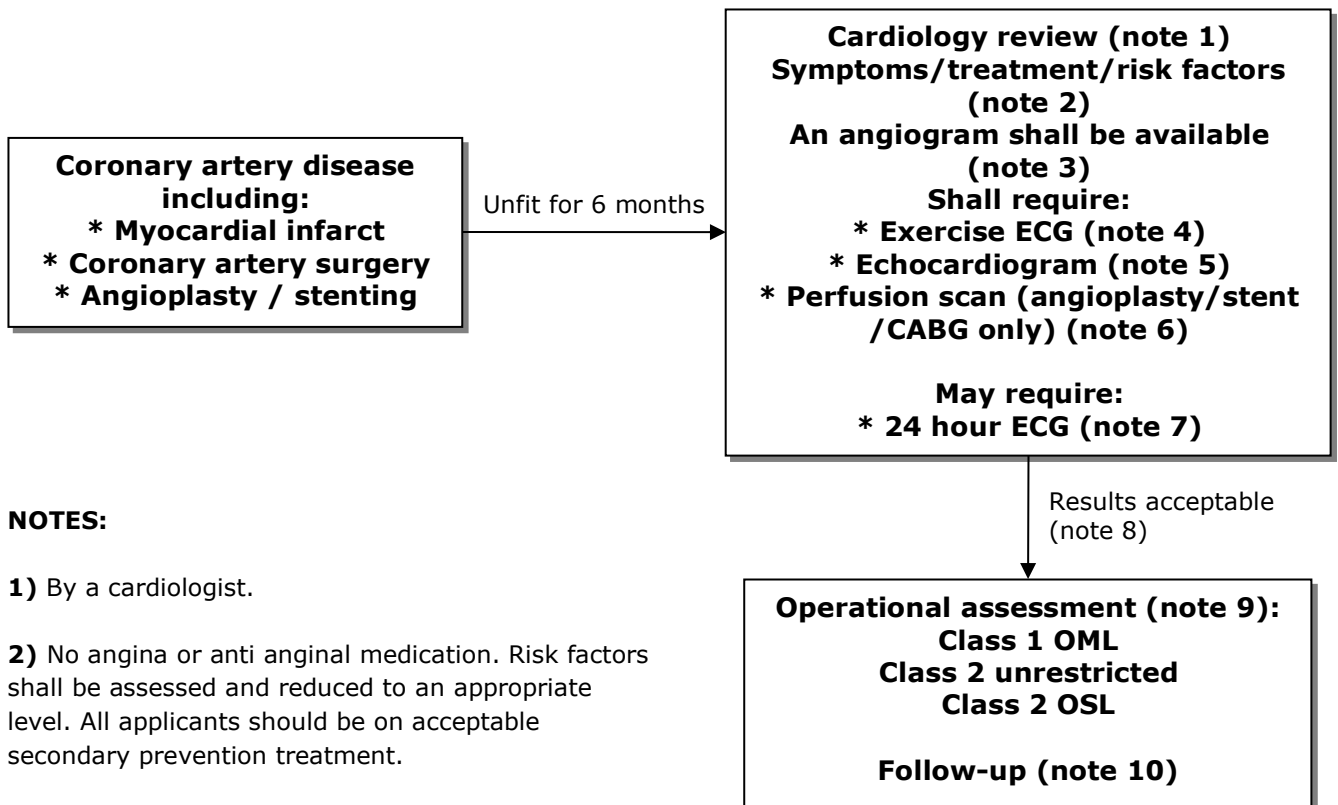 Coronary artery disease
including:
* Myocardial infarct
* Coronary artery surgery
* Angioplasty / stenting
Unfit for 6 months
Cardiology review (note 1)
Symptoms/treatment/risk factors
(note 2)
An angiogram shall be available
(note 3)
Shall require:
* Exercise ECG (note 4)
* Echocardiogram (note 5)
* Perfusion scan (angioplasty/stent
/CABG only) (note 6)
May require:
* 24 hour ECG (note 7)
Results acceptable
(note 8)
Operational assessment (note 9):
Class 1 OML
Class 2 unrestricted
Class 2 OSL
Follow-up (note 10)
NOTES:
1) By a cardiologist.
2) No angina or anti anginal medication. Risk factors
shall be assessed and reduced to an appropriate
level. All applicants should be on acceptable
secondary prevention treatment.